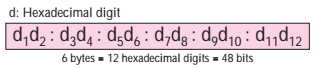 d: Hexadecimal digit
d₁d₂ : d₃d₄ : d₅d₆ : d₇d₈ : d₉d₁₀ : d₁₁d₁₂
6 bytes = 12 hexadecimal digits = 48 bits